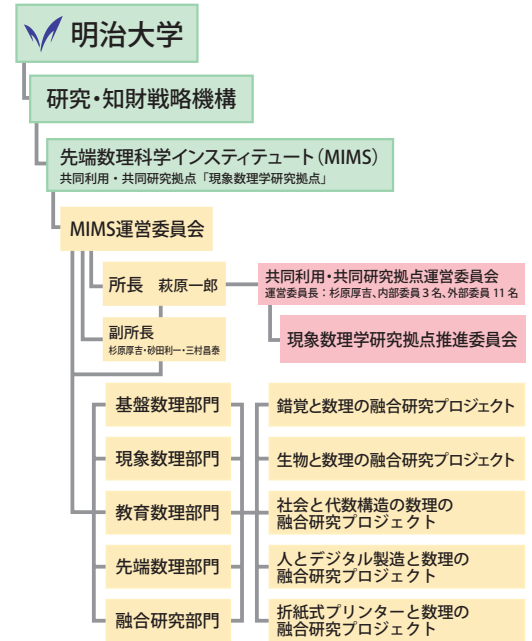 明治大学
研究・知財戦略機構
先端数理科学インスティテュート(MIMS)
共同利用・共同研究拠点「現象数理学研究拠点」
MIMS運営委員会
所長　萩原一郎
共同利用・共同研究拠点運営委員会
運営委員長：杉原厚吉、内部委員3名、外部委員11名
副所長
杉原厚吉・砂田利一・三村昌泰
現象数理学研究拠点推進委員会
基盤数理部門
錯覚と数理の融合研究プロジェクト
現象数理部門
生物と数理の融合研究プロジェクト
教育数理部門
社会と代数構造の数理の
融合研究プロジェクト
先端数理部門
人とデジタル製造と数理の
融合研究プロジェクト
融合研究部門
折紙式プリンターと数理の
融合研究プロジェクト